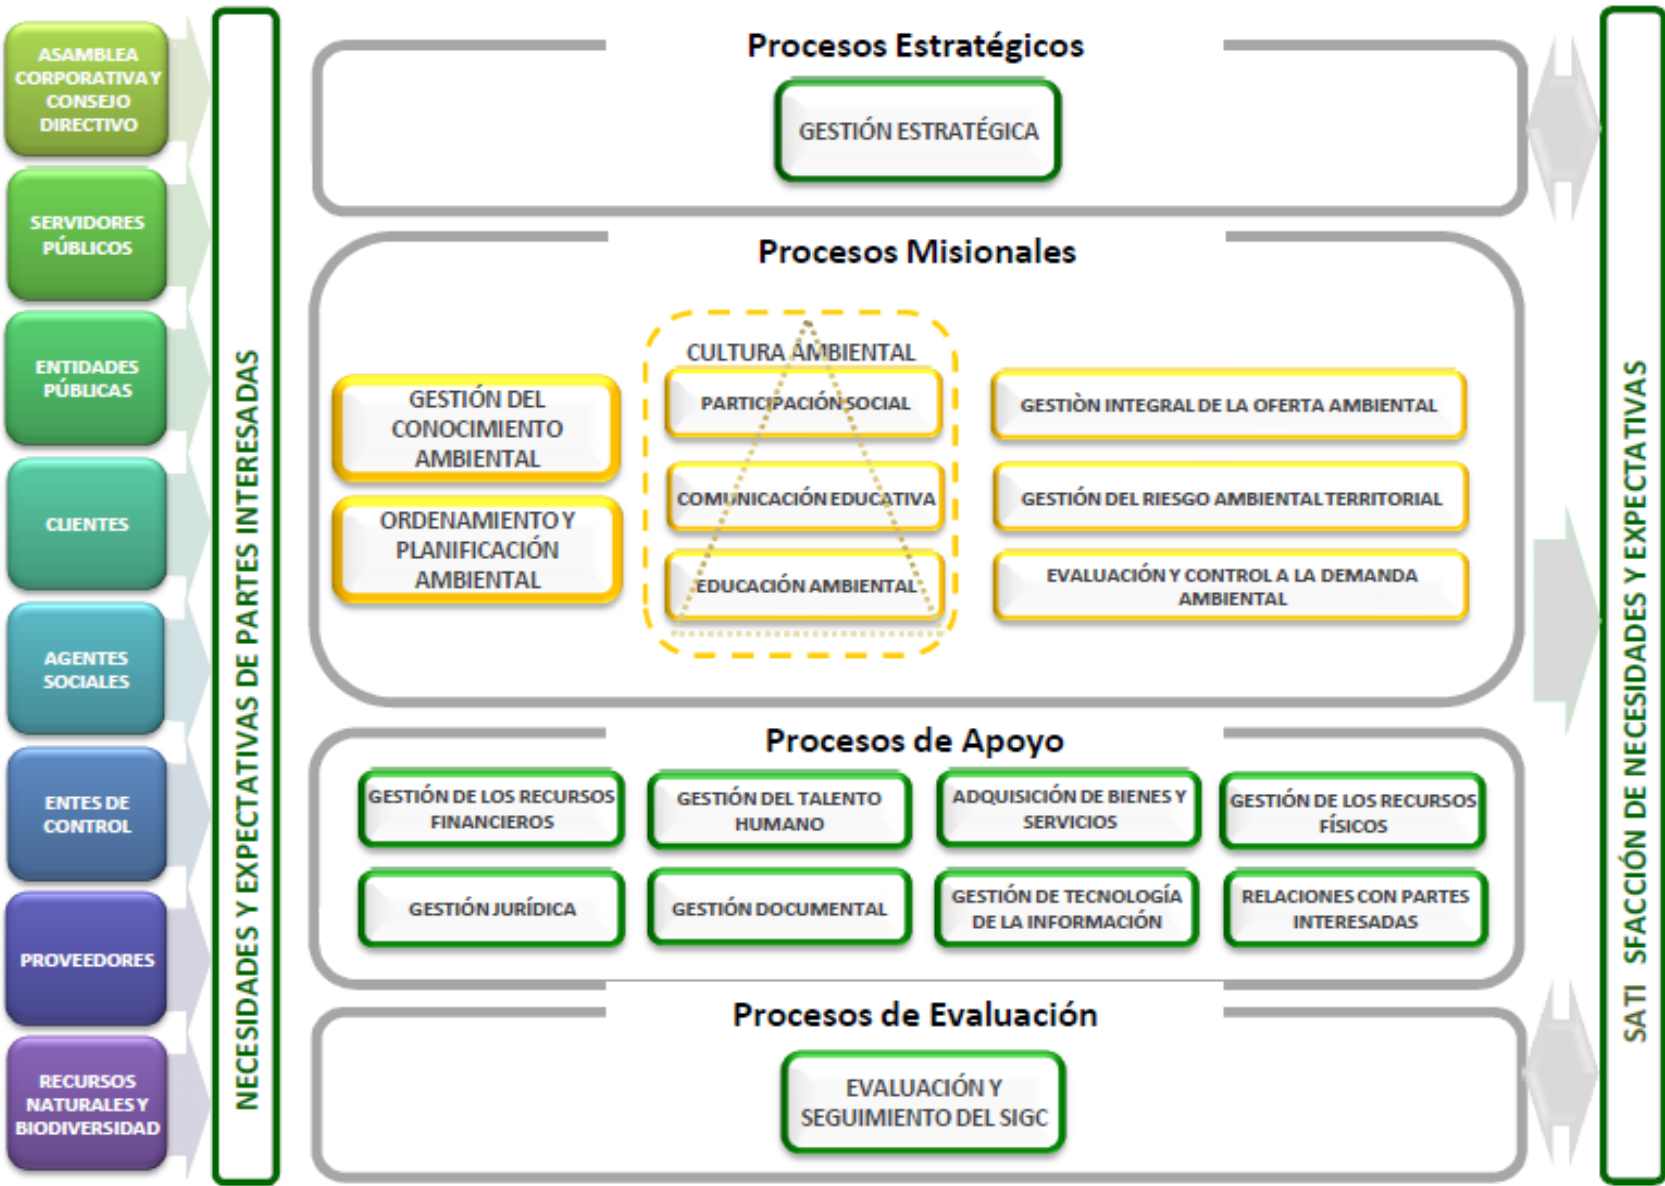 ASAMBLEA
CORPORATIVA Y
CONSEJO
DIRECTIVO
SERVIDORES
PÚBLICOS
ENTIDADES
PÚBLICAS
CLIENTES
AGENTES
SOCIALES
ENTES DE
CONTROL
PROVEEDORES
RECURSOS
NATURALES Y
BIODIVERSIDAD
NECESIDADES Y EXPECTATIVAS DE PARTES INTERESADAS
Procesos Estratégicos
GESTIÓN ESTRATÉGICA
Procesos Misionales
GESTIÓN DEL
CONOCIMIENTO
AMBIENTAL
ORDENAMIENTO Y
PLANIFICACIÓN
AMBIENTAL
CULTURA AMBIENTAL
PARTICIPACIÓN SOCIAL
COMUNICACIÓN EDUCATIVA
EDUCACIÓN AMBIENTAL
GESTIÒN INTEGRAL DE LA OFERTA AMBIENTAL
GESTIÓN DEL RIESGO AMBIENTAL TERRITORIAL
EVALUACIÓN Y CONTROL A LA DEMANDA
AMBIENTAL
Procesos de Apoyo
GESTIÓN DE LOS RECURSOS
FINANCIEROS
GESTIÓN DEL TALENTO
HUMANO
ADQUISICIÓN DE BIENES Y
SERVICIOS
GESTIÓN DE LOS RECURSOS
FÍSICOS
GESTIÓN JURÍDICA
GESTIÓN DOCUMENTAL
GESTIÓN DE TECNOLOGÍA
DE LA INFORMACIÓN
RELACIONES CON PARTES
INTERESADAS
Procesos de Evaluación
EVALUACIÓN Y
SEGUIMIENTO DEL SIGC
SATI SFACCIÓN DE NECESIDADES Y EXPECTATIVAS